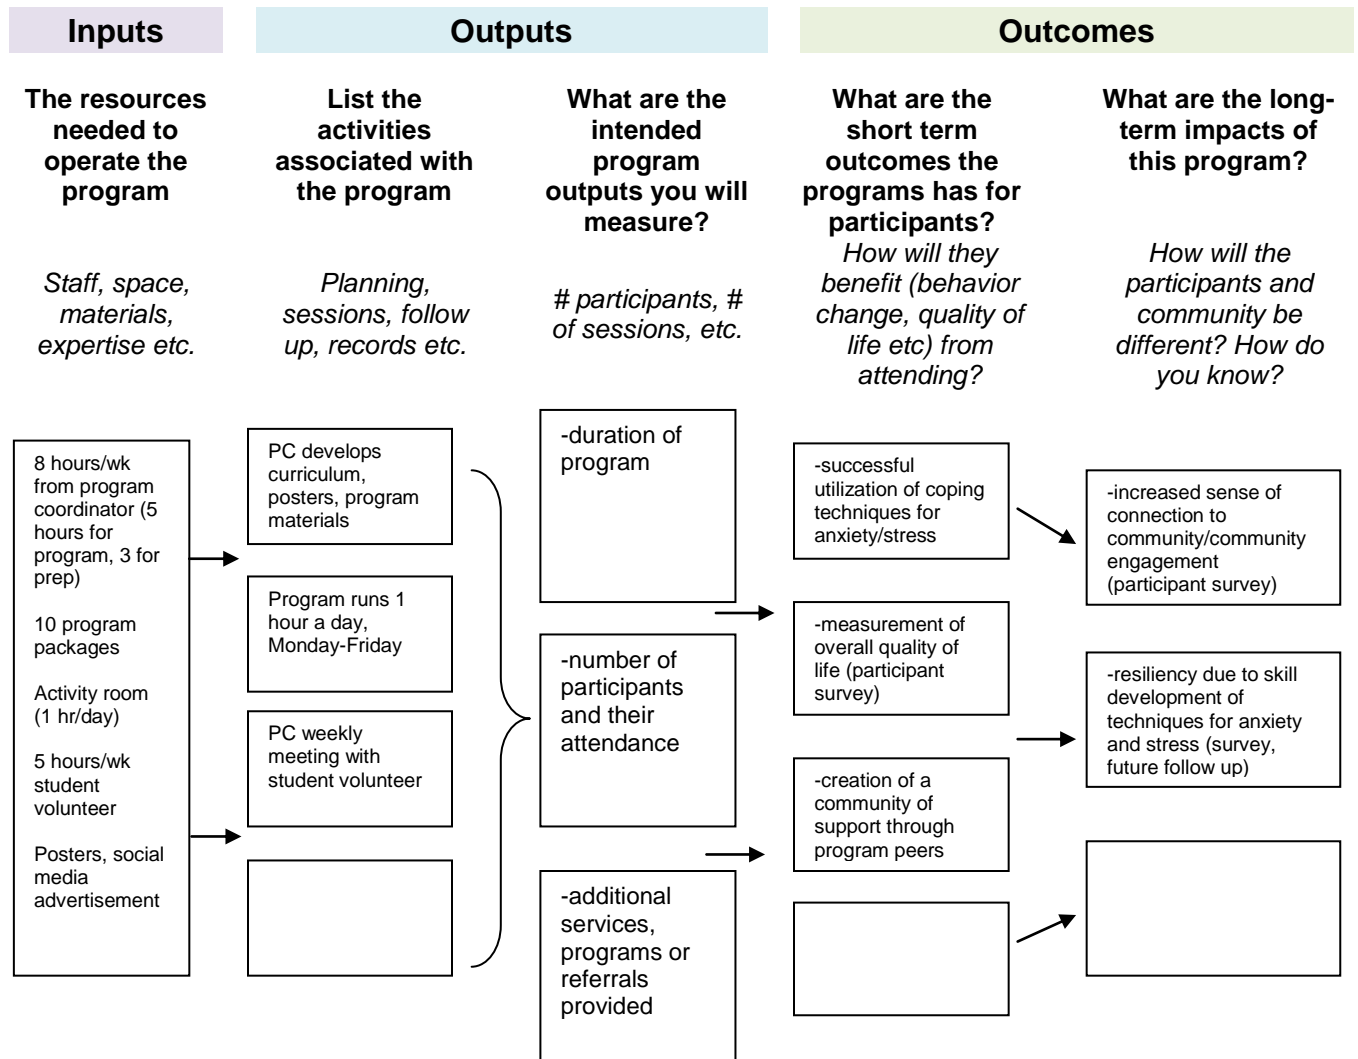 Inputs
Outputs
Outcomes
The resources
needed to
operate the
program
Staff, space,
materials,
expertise etc.
List the
activities
associated with
the program
Planning,
sessions, follow
up, records etc.
What are the
intended
program
outputs you will
measure?
# participants, #
of sessions, etc.
What are the
short term
outcomes the
programs has for
participants?
How will they
benefit (behavior
change, quality of
life etc) from
attending?
What are the long-
term impacts of
this program?
How will the
participants and
community be
different? How do
you know?
8 hours/wk
from program
coordinator (5
hours for
program, 3 for
prep)
10 program
packages
Activity room
(1 hr/day)
5 hours/wk
student
volunteer
Posters, social
media
advertisement
PC develops
curriculum,
posters, program
materials
Program runs 1
hour a day,
Monday-Friday
PC weekly
meeting with
student volunteer
-duration of
program
-number of
participants
and their
attendance
-additional
services,
programs or
referrals
provided
-successful
utilization of coping
techniques for
anxiety/stress
-measurement of
overall quality of
life (participant
survey)
-creation of a
community of
support through
program peers
-increased sense of
connection to
community/community
engagement
(participant survey)
-resiliency due to skill
development of
techniques for anxiety
and stress (survey,
future follow up)